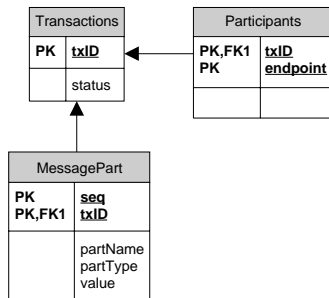 Transactions
PK txID
status
Participants
PK,FK1 txID
PK endpoint
MessagePart
PK seq
PK,FK1 txID
partName
partType
value